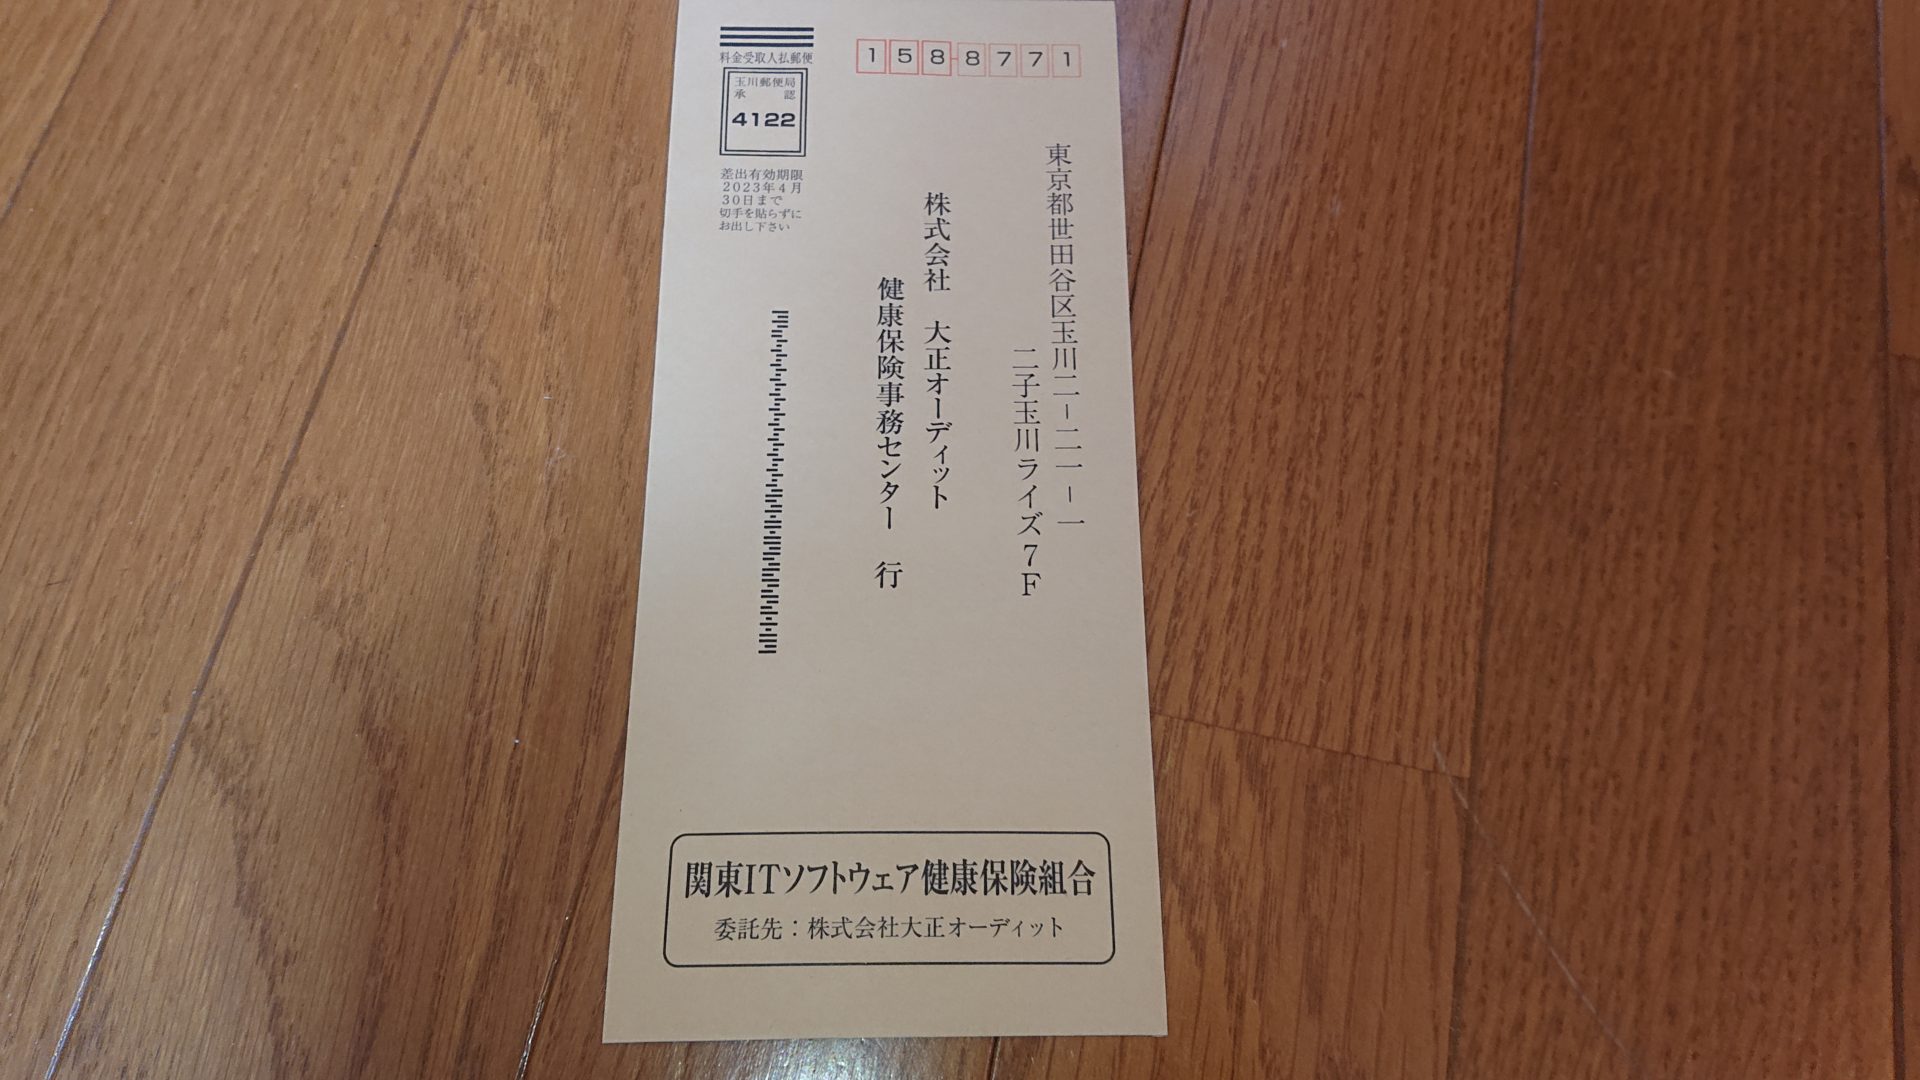 料金受取人払郵便
玉川郵便局
承認
4122
差出有効期限
2023年4月
30日まで
切手を貼らずに
お出し下さい
158-8771
東京都世田谷区玉川二-二一-一
二子玉川ライズ7F
株式会社 大正オーディット
健康保険事務センター 行
関東ITソフトウェア健康保険組合
委託先：株式会社大正オーディット